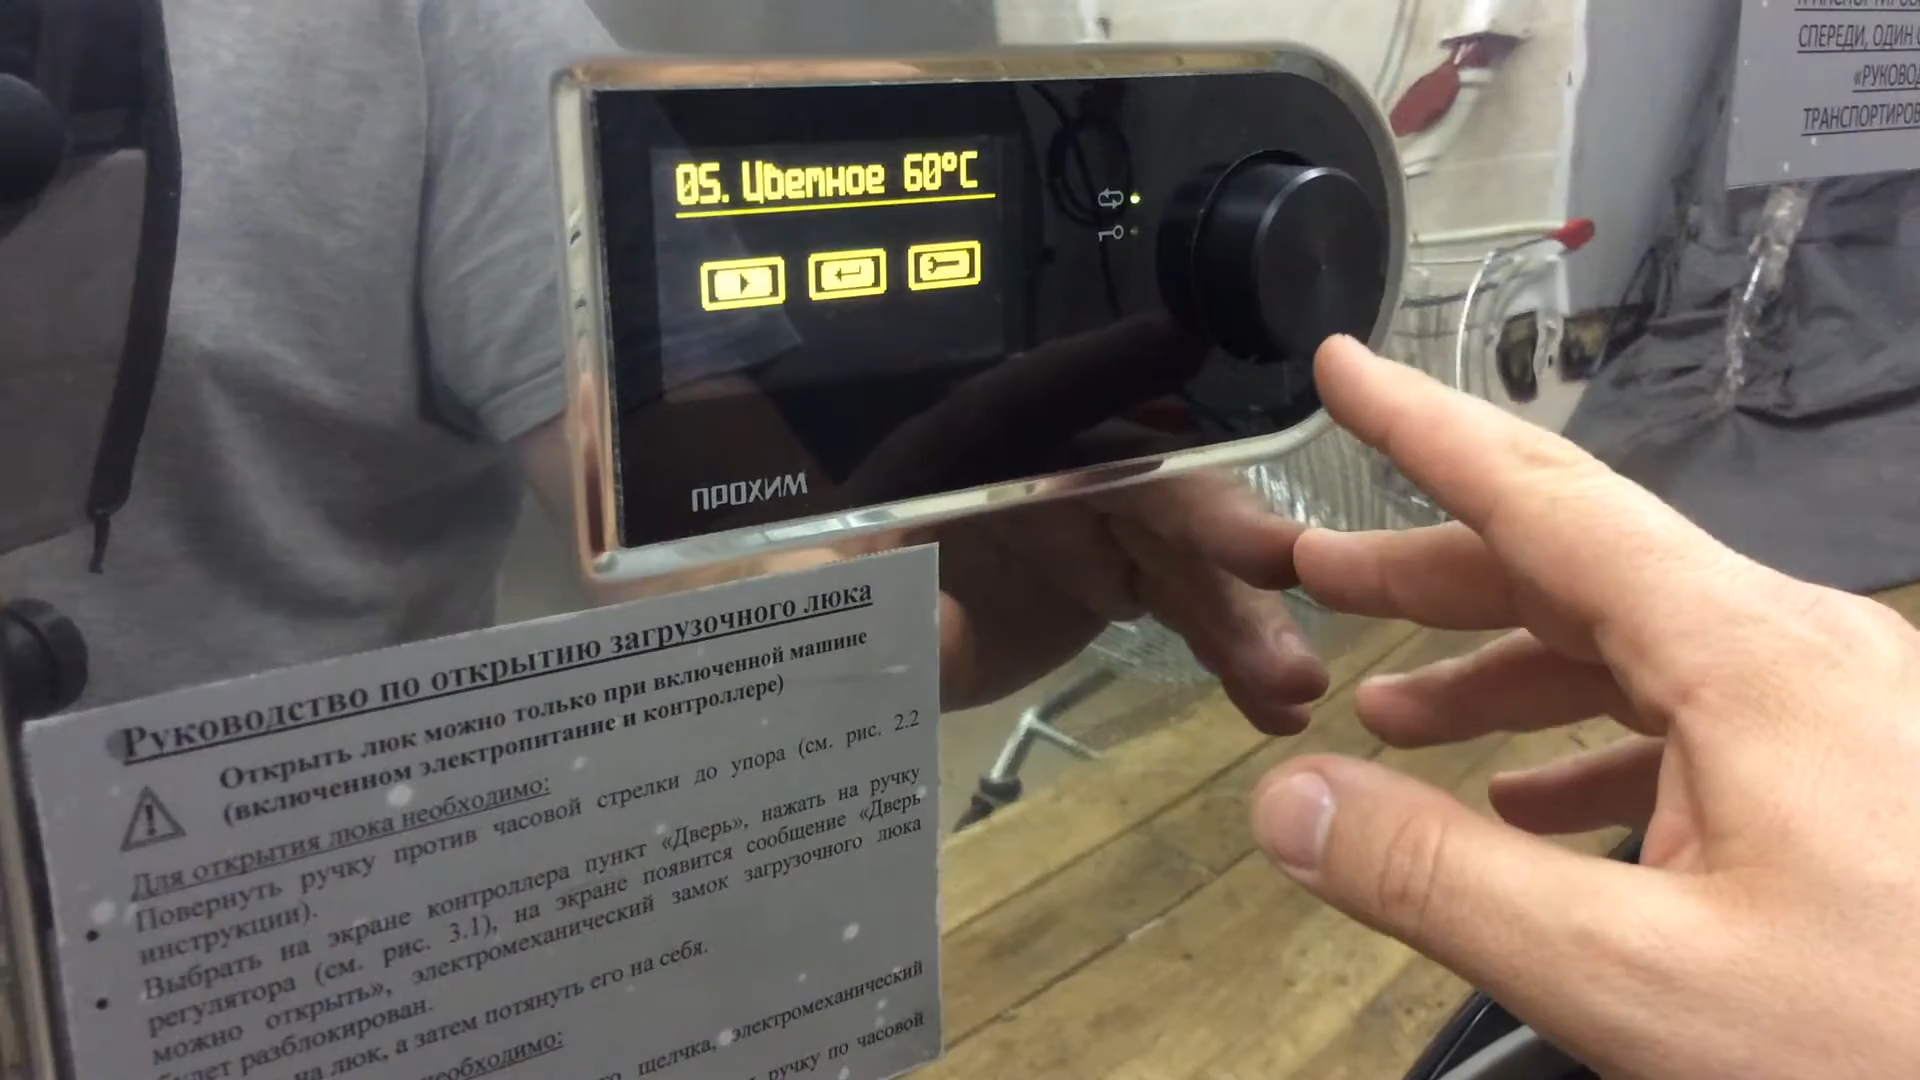 05. Цветное 60°C
ПРОХИМ
СПЕРЕДИ, ОДИН
«РУКОВОД
ТРАНСПОРТИРОВ
Руководство по открытию загрузочного люка
Открыть люк можно только при включенной машине
(включенном электропитание и контроллере)
Для открытия люка необходимо:
• Повернуть ручку против часовой стрелки до упора (см. рис. 2.2
инструкции).
• Выбрать на экране контроллера пункт «Дверь», нажать на ручку
регулятора (см. рис. 3.1), на экране появится сообщение «Дверь
можно открыть», электромеханический замок загрузочного люка
будет разблокирован.
на люк, а затем потянуть его на себя.
необходимо:
щелчка, электромеханический
ручку по часовой